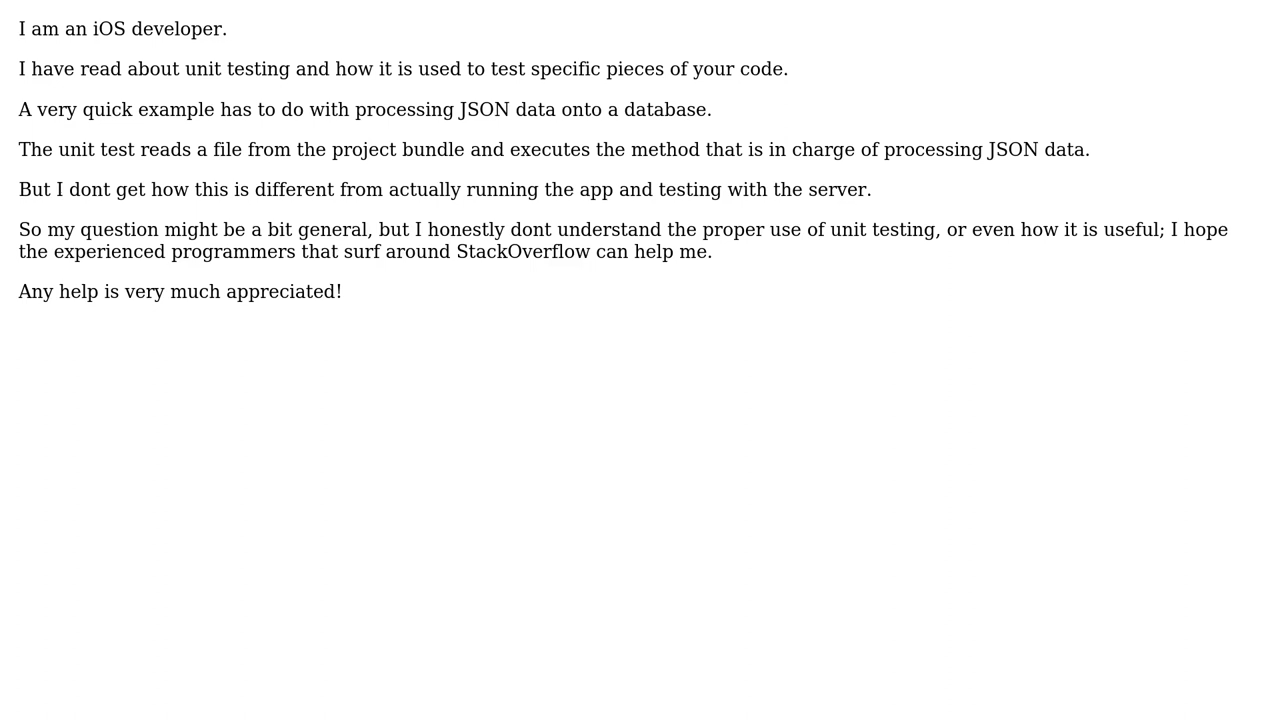 I am an iOS developer.
I have read about unit testing and how it is used to test specific pieces of your code.
A very quick example has to do with processing JSON data onto a database.
The unit test reads a file from the project bundle and executes the method that is in charge of processing JSON data.
But I dont get how this is different from actually running the app and testing with the server.
So my question might be a bit general, but I honestly dont understand the proper use of unit testing, or even how it is useful; I hope
the experienced programmers that surf around StackOverflow can help me.
Any help is very much appreciated!